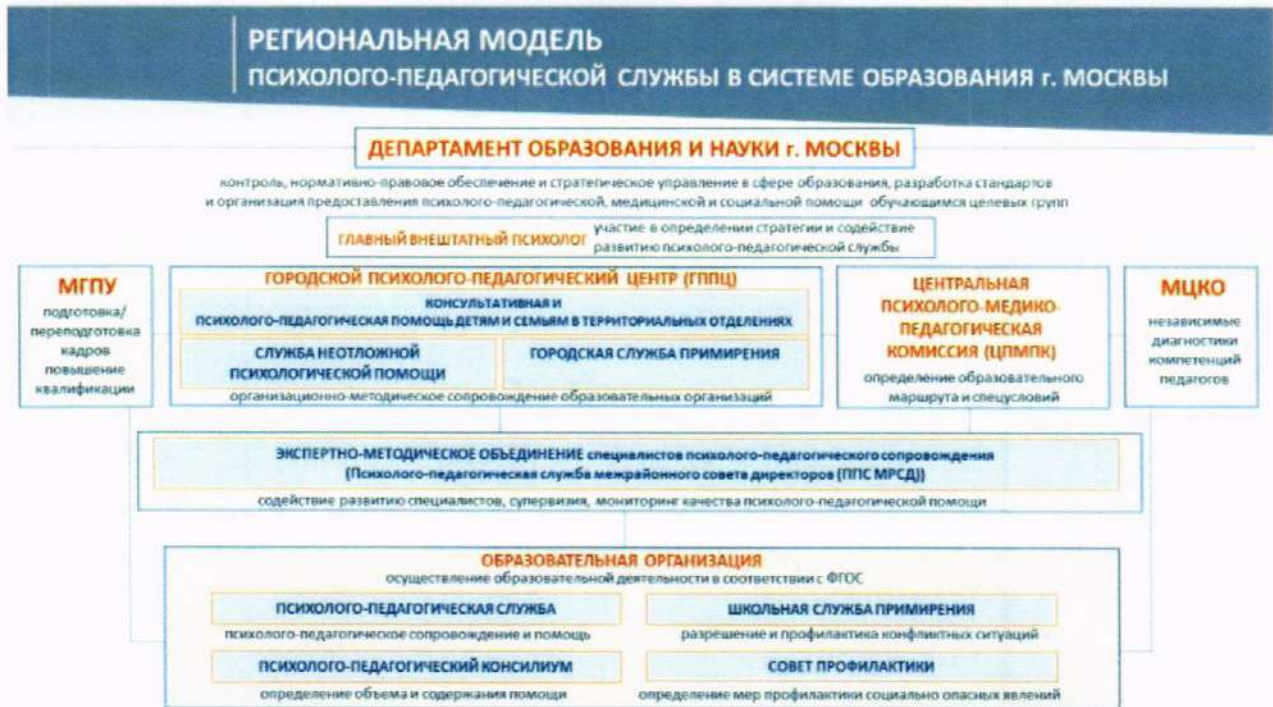 РЕГИОНАЛЬНАЯ МОДЕЛЬ
ПСИХОЛОГО-ПЕДАГОГИЧЕСКОЙ СЛУЖБЫ В СИСТЕМЕ ОБРАЗОВАНИЯ г. МОСКВЫ
ДЕПАРТАМЕНТ ОБРАЗОВАНИЯ И НАУКИ г. МОСКВЫ
контроль, нормативно-правовое обеспечение и стратегическое управление в сфере образования, разработка стандартов
и организация предоставления психолого-педагогической, медицинской и социальной помощи обучающимся целевых групп
ГЛАВНЫЙ ВНЕШТАТНЫЙ ПСИХОЛОГ
участие в определении стратегии и содействие
развитию психолого-педагогической службы
МГПУ
подготовка/
переподготовка
кадров
повышение
квалификации
ГОРОДСКОЙ ПСИХОЛОГО-ПЕДАГОГИЧЕСКИЙ ЦЕНТР (ГППЦ)
КОНСУЛЬТАТИВНАЯ И
ПСИХОЛОГО-ПЕДАГОГИЧЕСКАЯ ПОМОЩЬ ДЕТЯМ И СЕМЬЯМ В ТЕРРИТОРИАЛЬНЫХ ОТДЕЛЕНИЯХ
СЛУЖБА НЕОТЛОЖНОЙ
ПСИХОЛОГИЧЕСКОЙ ПОМОЩИ
ГОРОДСКАЯ СЛУЖБА ПРИМИРЕНИЯ
организационно-методическое сопровождение образовательных организаций
ЦЕНТРАЛЬНАЯ
ПСИХОЛОГО-МЕДИКО-
ПЕДАГОГИЧЕСКАЯ
КОМИССИЯ (ЦПМПК)
определение образовательного
маршрута и спецусловий
МЦКО
независимые
диагностики
компетенций
педагогов
ЭКСПЕРТНО-МЕТОДИЧЕСКОЕ ОБЪЕДИНЕНИЕ специалистов психолого-педагогического сопровождения
(Психолого-педагогическая служба межрайонного совета директоров (ППС МРСД))
содействие развитию специалистов, супервизия, мониторинг качества психолого-педагогической помощи
ОБРАЗОВАТЕЛЬНАЯ ОРГАНИЗАЦИЯ
осуществление образовательной деятельности в соответствии с ФГОС
ПСИХОЛОГО-ПЕДАГОГИЧЕСКАЯ СЛУЖБА
психолого-педагогическое сопровождение и помощь
ШКОЛЬНАЯ СЛУЖБА ПРИМИРЕНИЯ
разрешение и профилактика конфликтных ситуаций
ПСИХОЛОГО-ПЕДАГОГИЧЕСКИЙ КОНСИЛИУМ
определение объема и содержания помощи
СОВЕТ ПРОФИЛАКТИКИ
определение мер профилактики социально опасных явлений